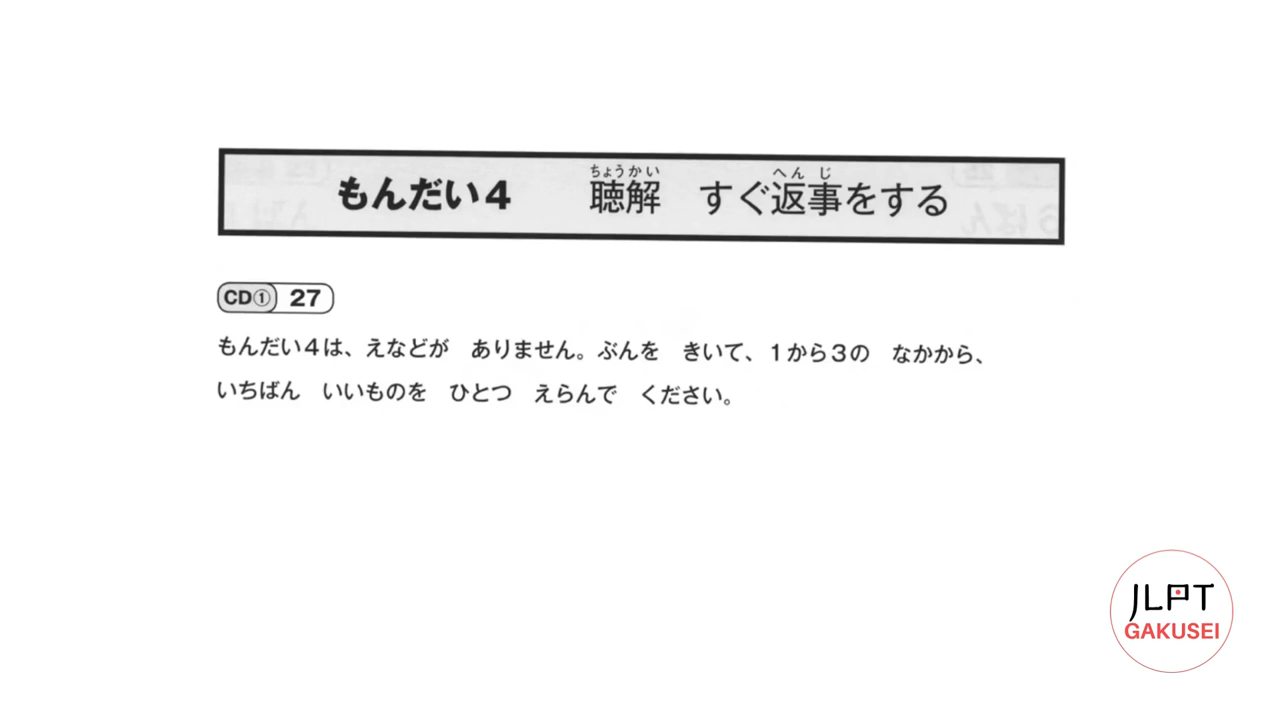 もんだい4 聴解 すぐ返事をする
ちょうかい へんじ
CD① 27
もんだい4は、えなどが ありません。ぶんを きいて、1から3の なかから、
いちばん いいものを ひとつ えらんで ください。
JLPT
GAKUSEI